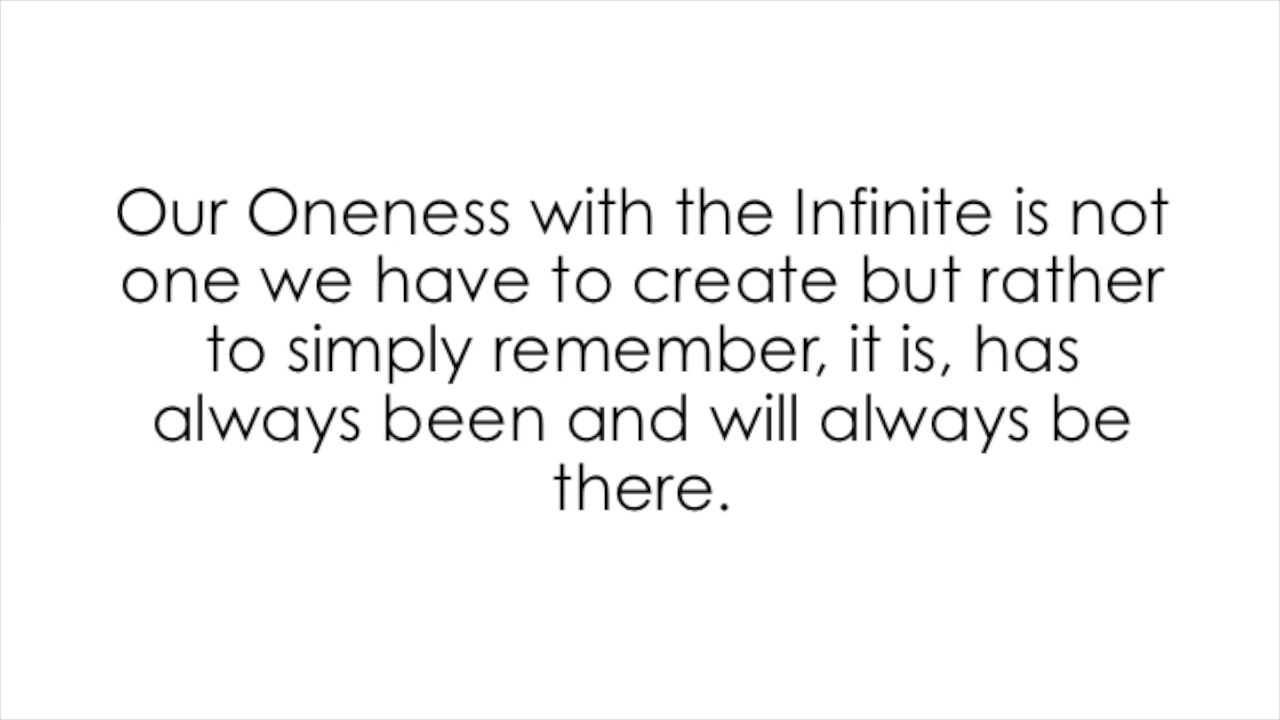 Our Oneness with the Infinite is not
one we have to create but rather
to simply remember, it is, has
always been and will always be
there.